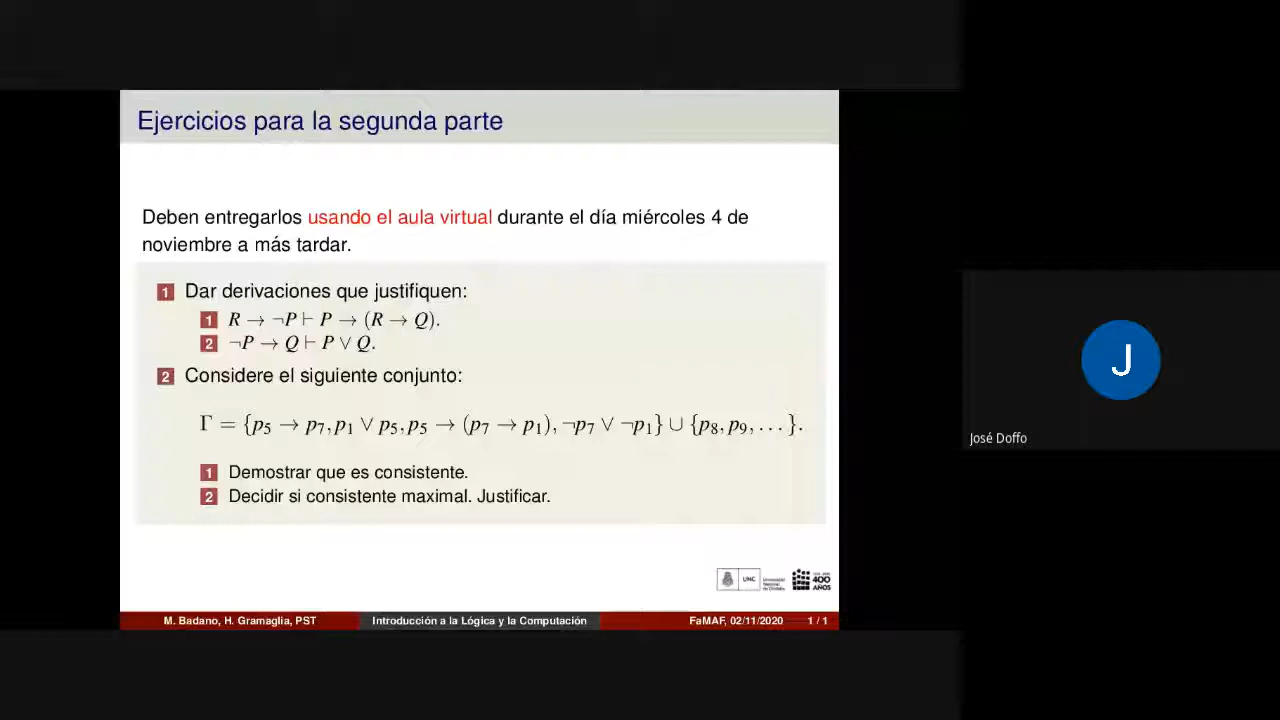 Ejercicios para la segunda parte
Deben entregarlos usando el aula virtual durante el día miércoles 4 de
noviembre a más tardar.
1 Dar derivaciones que justifiquen:
1 R → ¬P ⊢ P → (R → Q).
2 ¬P → Q ⊢ P ∨ Q.
2 Considere el siguiente conjunto:
Γ = {p₅ → p₇, p₁ ∨ p₅, p₅ → (p₇ → p₁), ¬p₇ ∨ ¬p₁} ∪ {p₈, p₉, . . . }.
1 Demostrar que es consistente.
2 Decidir si consistente maximal. Justificar.
UNC
400
AÑOS
M. Badano, H. Gramaglia, PST
Introducción a la Lógica y la Computación
FaMAF, 02/11/2020
1 / 1
J
José Doffo